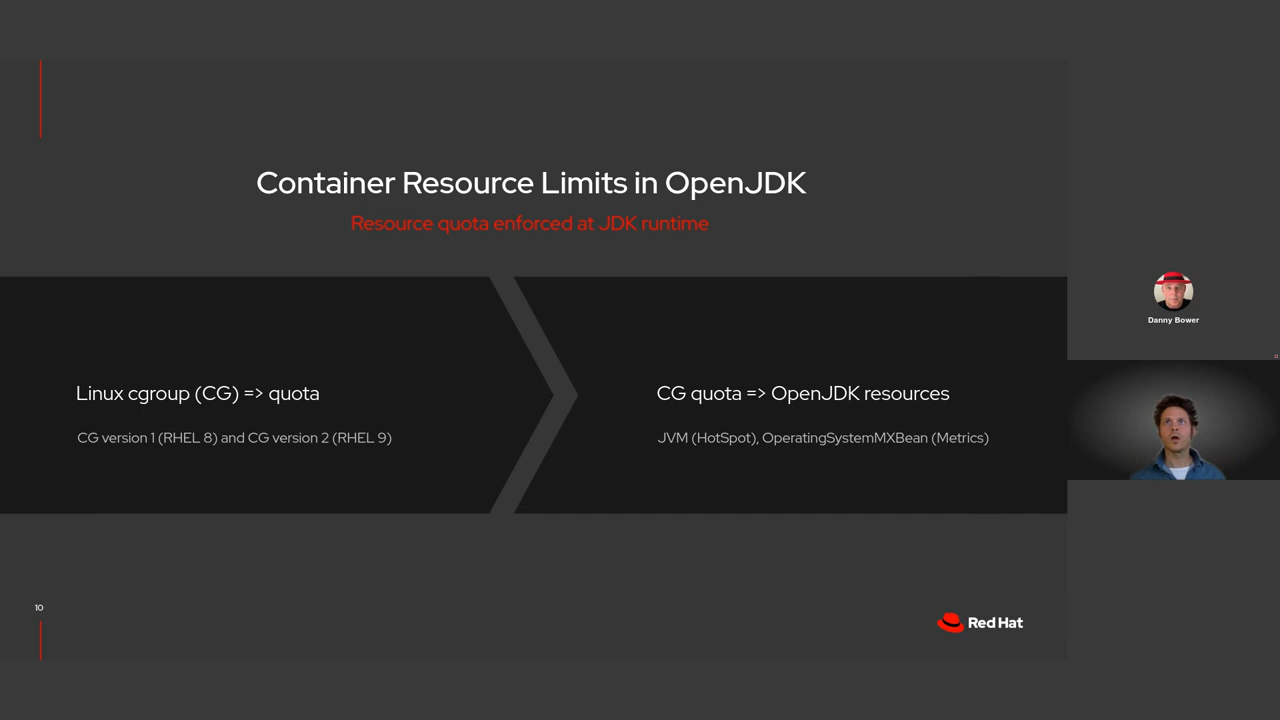 Container Resource Limits in OpenJDK
Resource quota enforced at JDK runtime
Linux cgroup (CG) => quota
CG version 1 (RHEL 8) and CG version 2 (RHEL 9)
CG quota => OpenJDK resources
JVM (HotSpot), OperatingSystemMXBean (Metrics)
Danny Bower
10
Red Hat